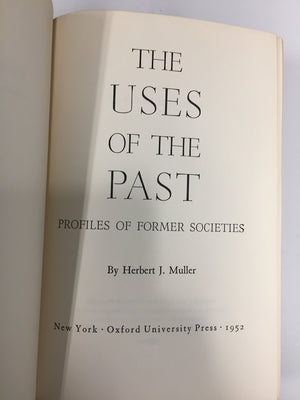 THE
USES
OF THE
PAST
PROFILES OF FORMER SOCIETIES
By Herbert J. Muller
New York · Oxford University Press · 1952